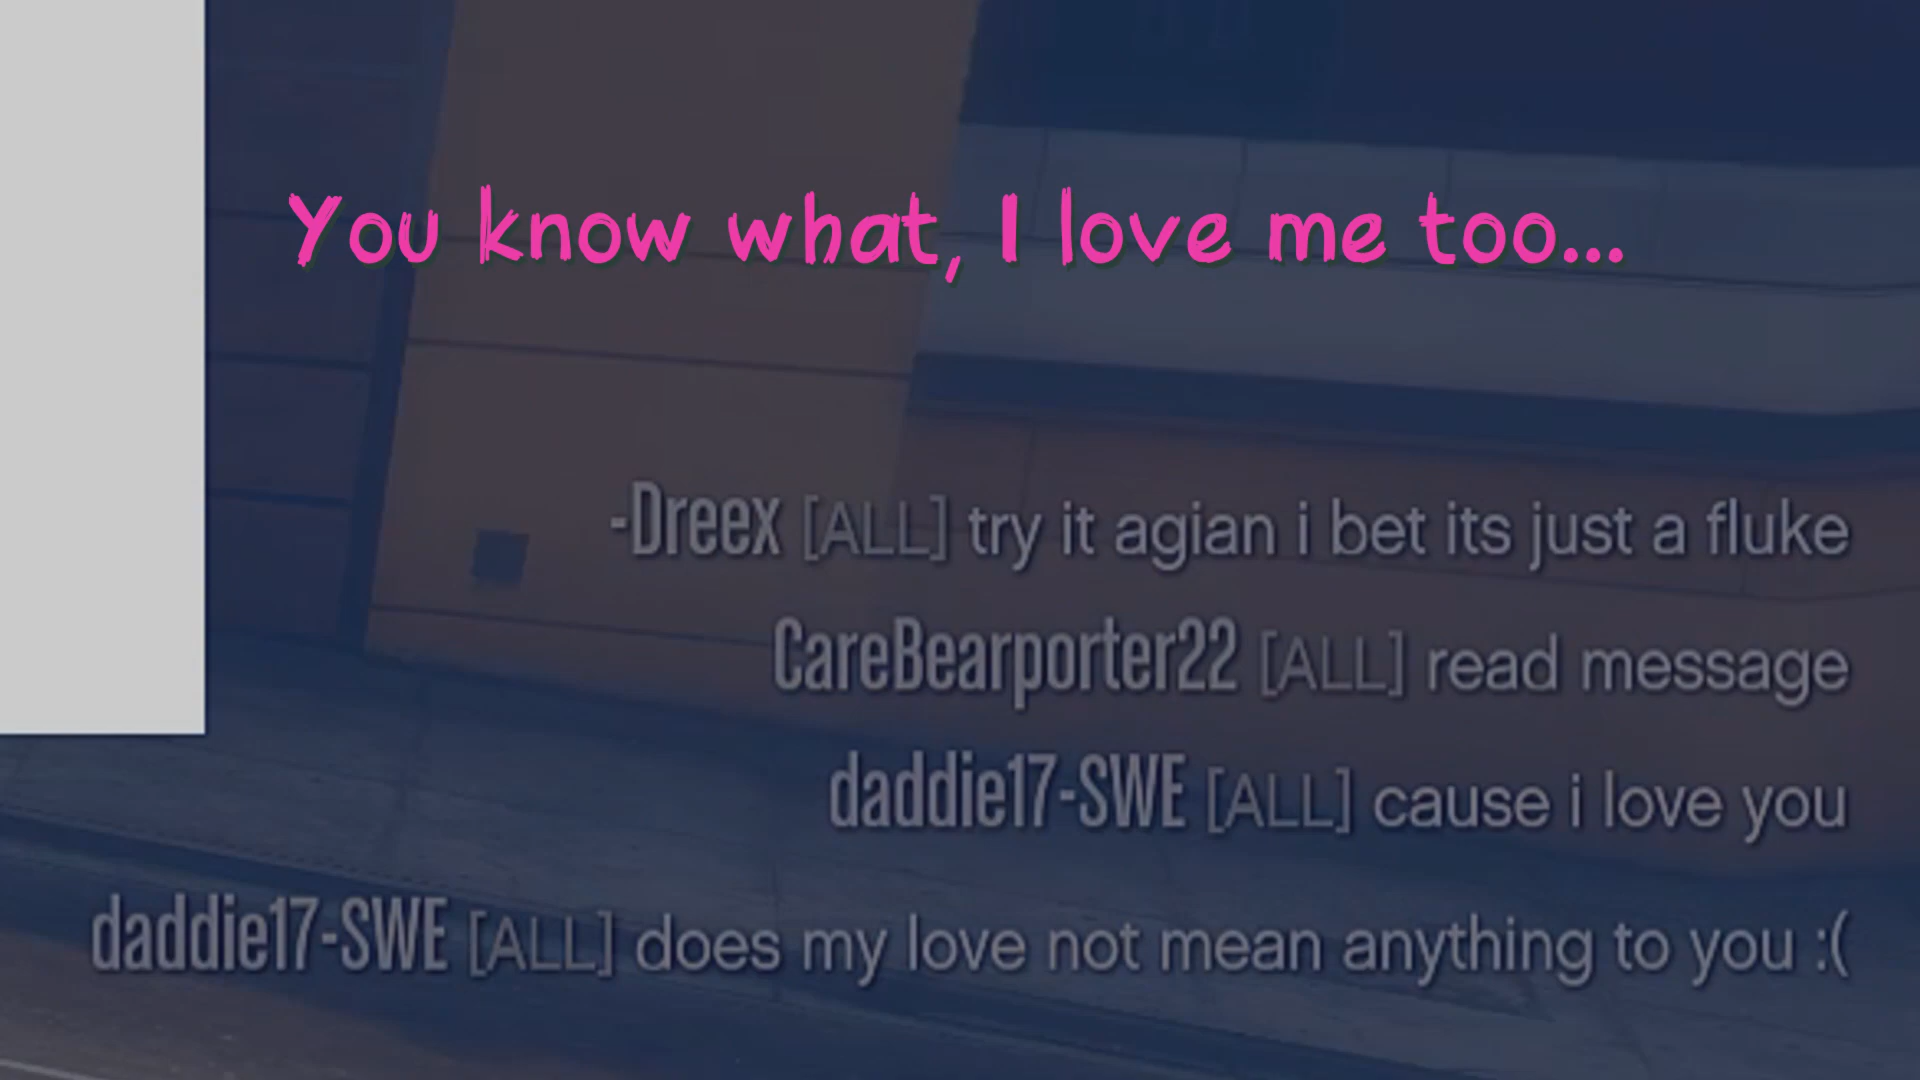 You know what, I love me too...
-Dreex [ALL] try it agian i bet its just a fluke
CareBearporter22 [ALL] read message
daddie17-SWE [ALL] cause i love you
daddie17-SWE [ALL] does my love not mean anything to you :(